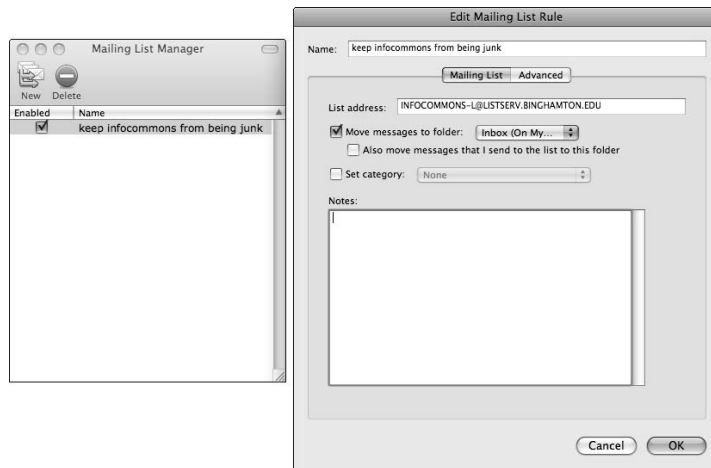 Mailing List Manager
New Delete
Enabled Name
keep infocommons from being junk
Edit Mailing List Rule
Name: keep infocommons from being junk
Mailing List Advanced
List address: INFOCOMMONS-L@LISTSERV.BINGHAMTON.EDU
Move messages to folder: Inbox (On My...
Also move messages that I send to the list to this folder
Set category: None
Notes:
Cancel OK